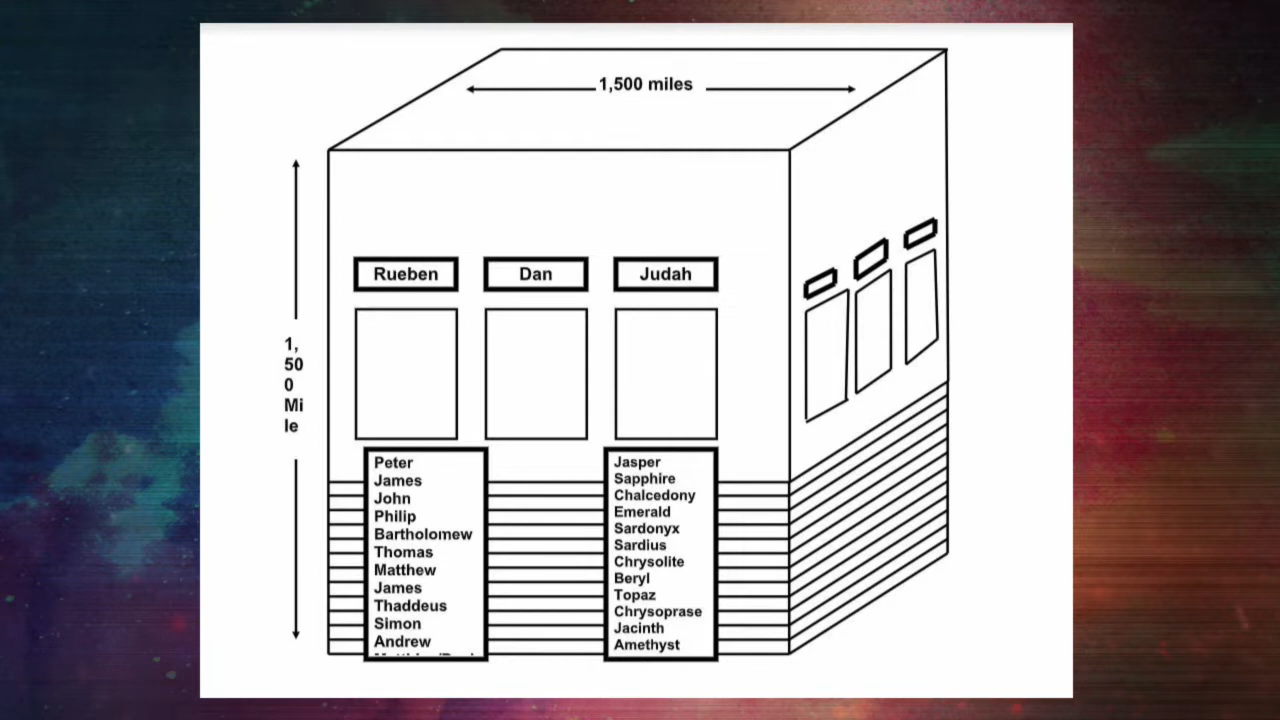 1,500 miles
Rueben
Dan
Judah
1,
50
0
Mi
le
Peter
James
John
Philip
Bartholomew
Thomas
Matthew
James
Thaddeus
Simon
Andrew
Jasper
Sapphire
Chalcedony
Emerald
Sardonyx
Sardius
Chrysolite
Beryl
Topaz
Chrysoprase
Jacinth
Amethyst